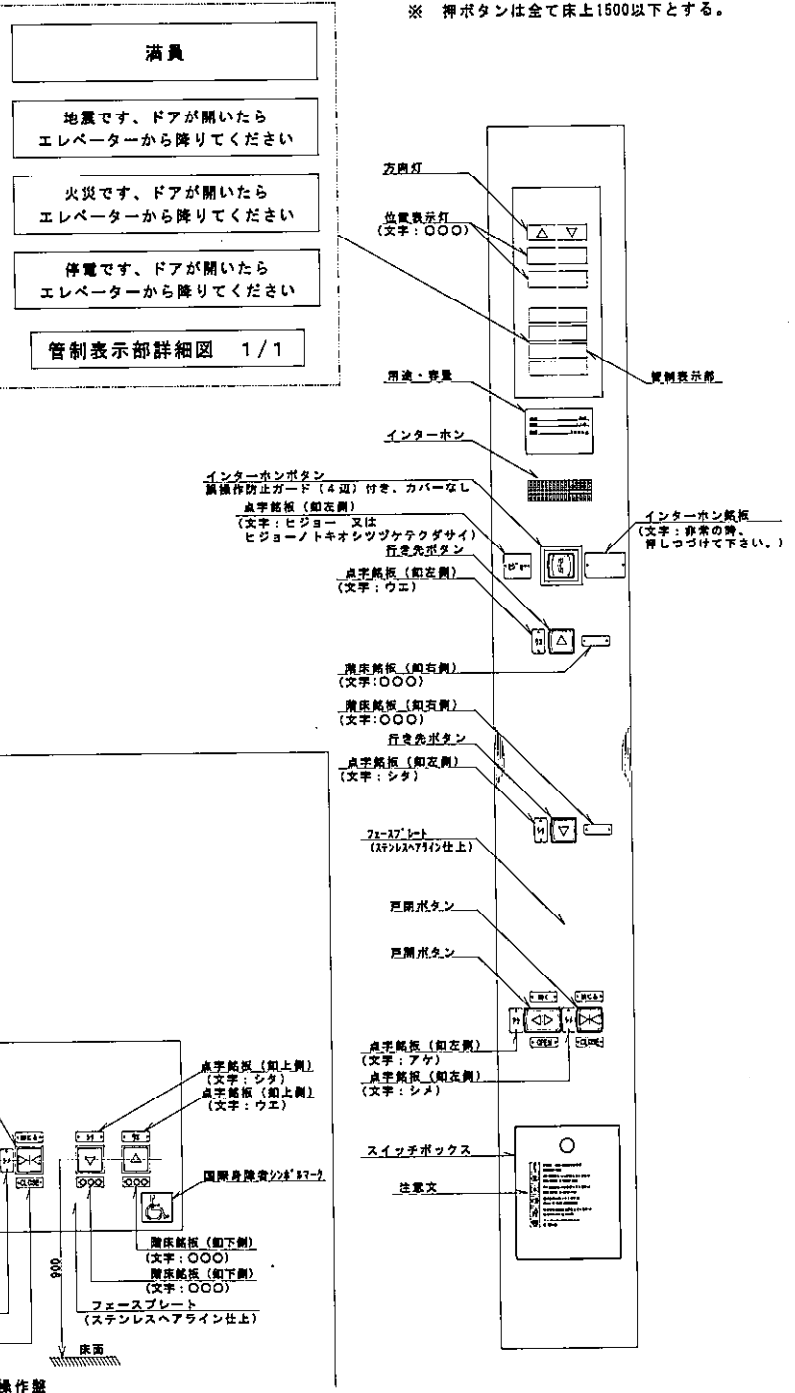 ※ 押ボタンは全て床上1500以下とする。
満員
地震です、ドアが開いたら
エレベーターから降りてください
火災です、ドアが開いたら
エレベーターから降りてください
停電です、ドアが開いたら
エレベーターから降りてください
管制表示部詳細図 1/1
方向灯
位置表示灯
(文字:○○○)
△ ▽
管制表示部
用途・容量
インターホン
インターホンボタン
誤操作防止ガード(4辺)付き、カバーなし
点字銘板(釦左側)
(文字:ヒジョー 又は
ヒジョーノトキオシツヅケテクダサイ)
インターホン銘板
(文字:非常の時、
押しつづけて下さい。)
行き先ボタン
点字銘板(釦左側)
(文字:ウエ)
△
階床銘板(釦右側)
(文字:○○○)
階床銘板(釦右側)
(文字:○○○)
行き先ボタン
点字銘板(釦左側)
(文字:シタ)
▽
フェースプレート
(ステンレスヘアライン仕上)
戸閉ボタン
戸開ボタン
OPEN
CLOSE
点字銘板(釦左側)
(文字:アケ)
点字銘板(釦左側)
(文字:シメ)
スイッチボックス
注意文
点字銘板(釦上側)
(文字:シタ)
点字銘板(釦上側)
(文字:ウエ)
CLOSE
▽
△
○○○
○○○
国際身障者シンボルマーク
階床銘板(釦下側)
(文字:○○○)
階床銘板(釦下側)
(文字:○○○)
フェースプレート
(ステンレスヘアライン仕上)
900
床面
操作盤